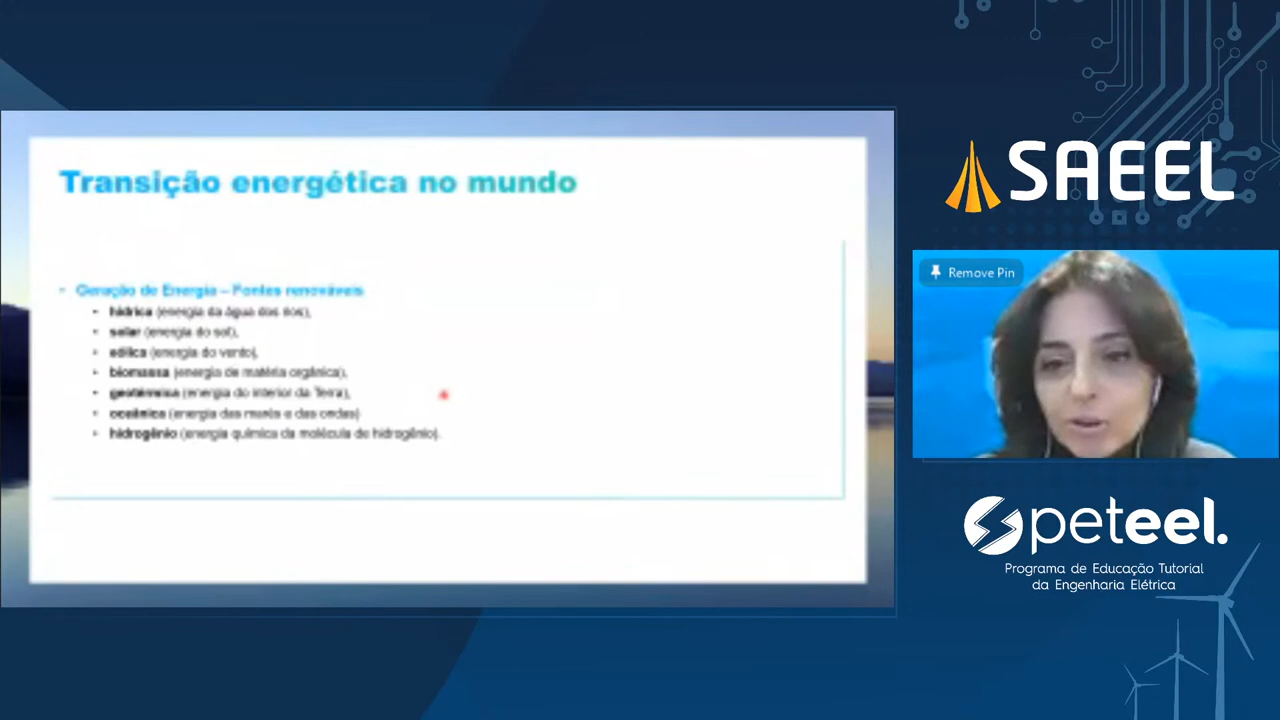 Transição energética no mundo
• Geração de Energia – Fontes renováveis
• hídrica (energia da água dos rios),
• solar (energia do sol),
• eólica (energia do vento),
• biomassa (energia de matéria orgânica),
• geotérmica (energia do interior da Terra),
• oceânica (energia das marés e das ondas)
• hidrogênio (energia química da molécula de hidrogênio).
SAEEL
Remove Pin
peteel.
Programa de Educação Tutorial
da Engenharia Elétrica